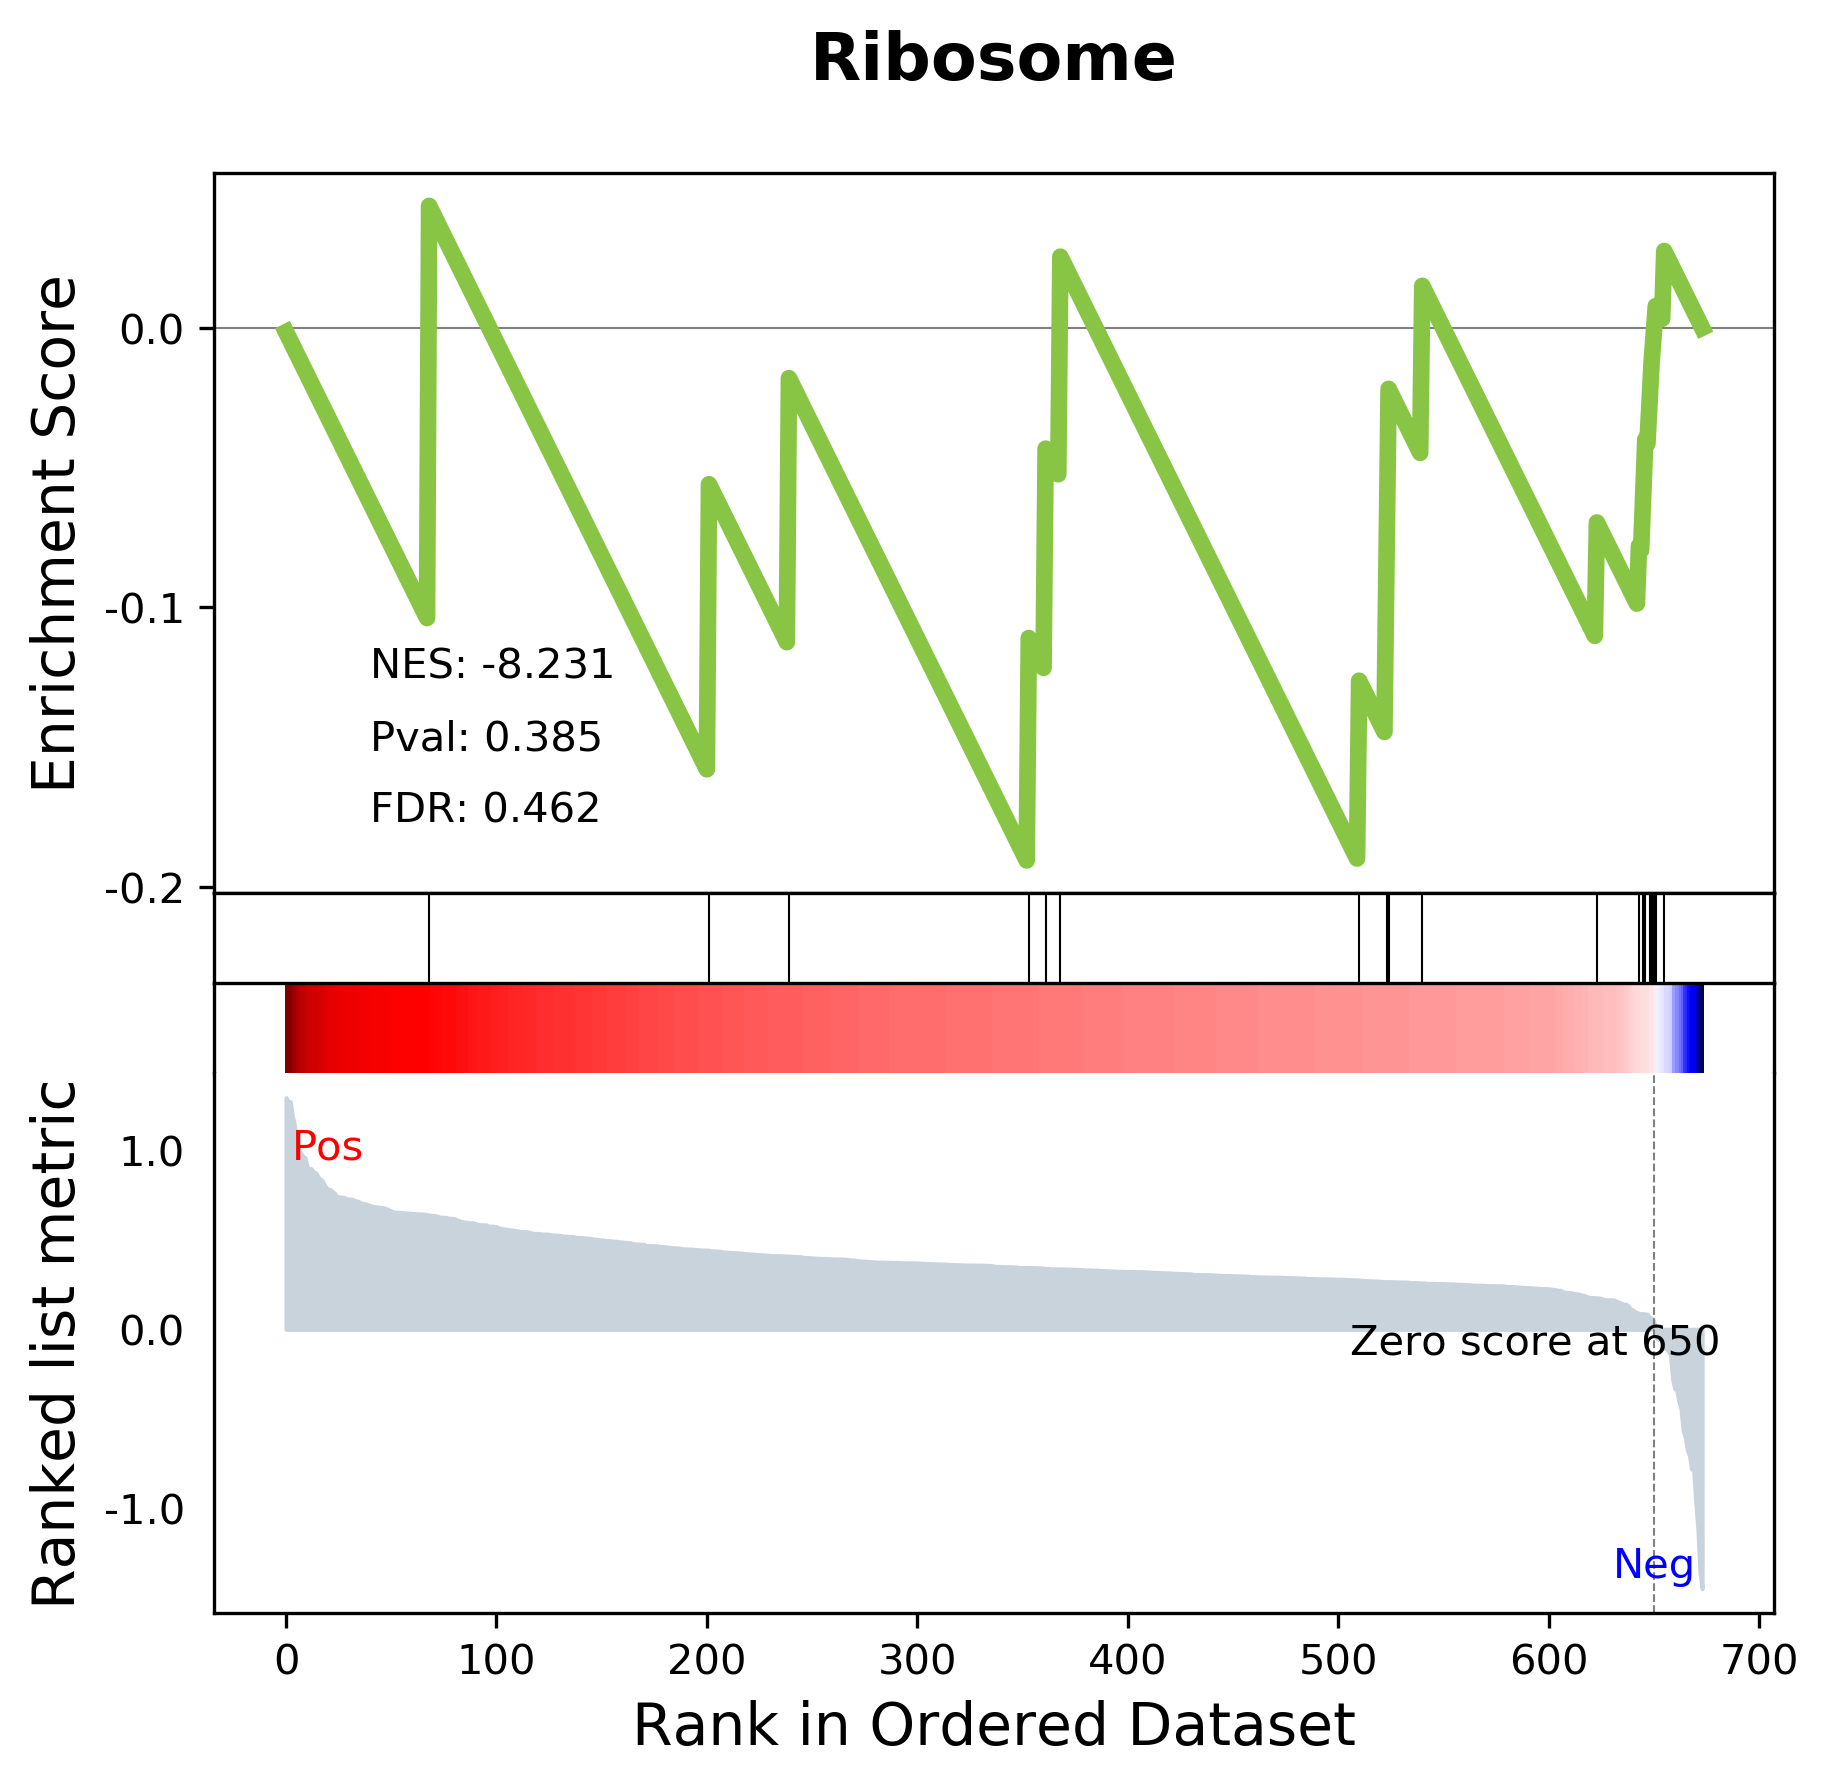 Ribosome
Enrichment Score
0.0
-0.1
-0.2
NES: -8.231
Pval: 0.385
FDR: 0.462
Ranked list metric
1.0
0.0
-1.0
Pos
Zero score at 650
Neg
0 100 200 300 400 500 600 700
Rank in Ordered Dataset